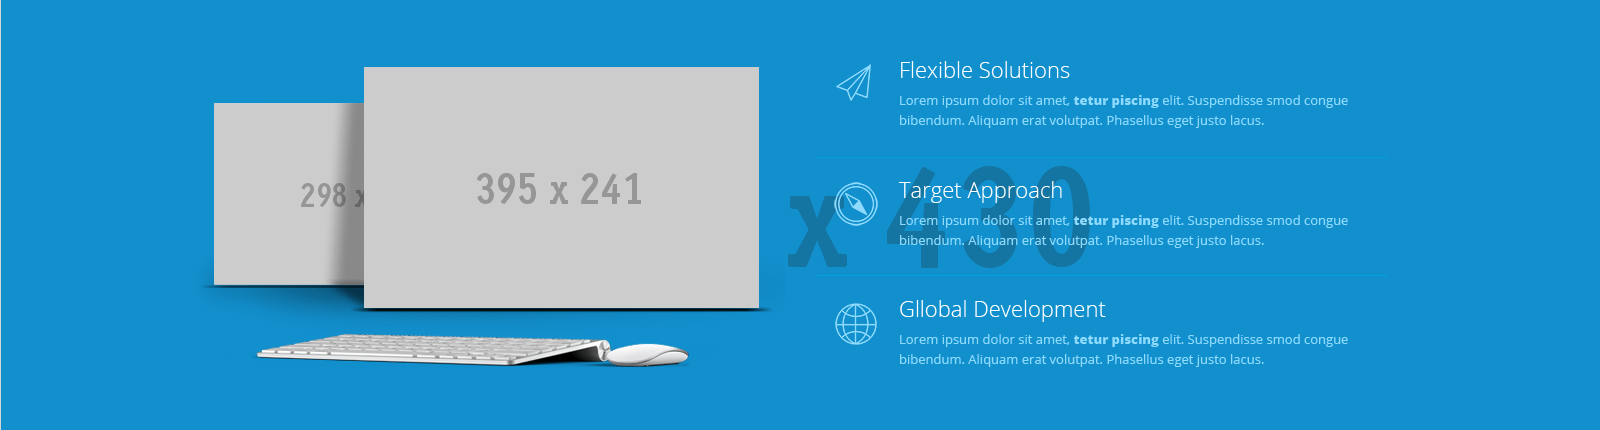 298 x
395 x 241
x 430
Flexible Solutions
Lorem ipsum dolor sit amet, tetur piscing elit. Suspendisse smod congue
bibendum. Aliquam erat volutpat. Phasellus eget justo lacus.
Target Approach
Lorem ipsum dolor sit amet, tetur piscing elit. Suspendisse smod congue
bibendum. Aliquam erat volutpat. Phasellus eget justo lacus.
Gllobal Development
Lorem ipsum dolor sit amet, tetur piscing elit. Suspendisse smod congue
bibendum. Aliquam erat volutpat. Phasellus eget justo lacus.